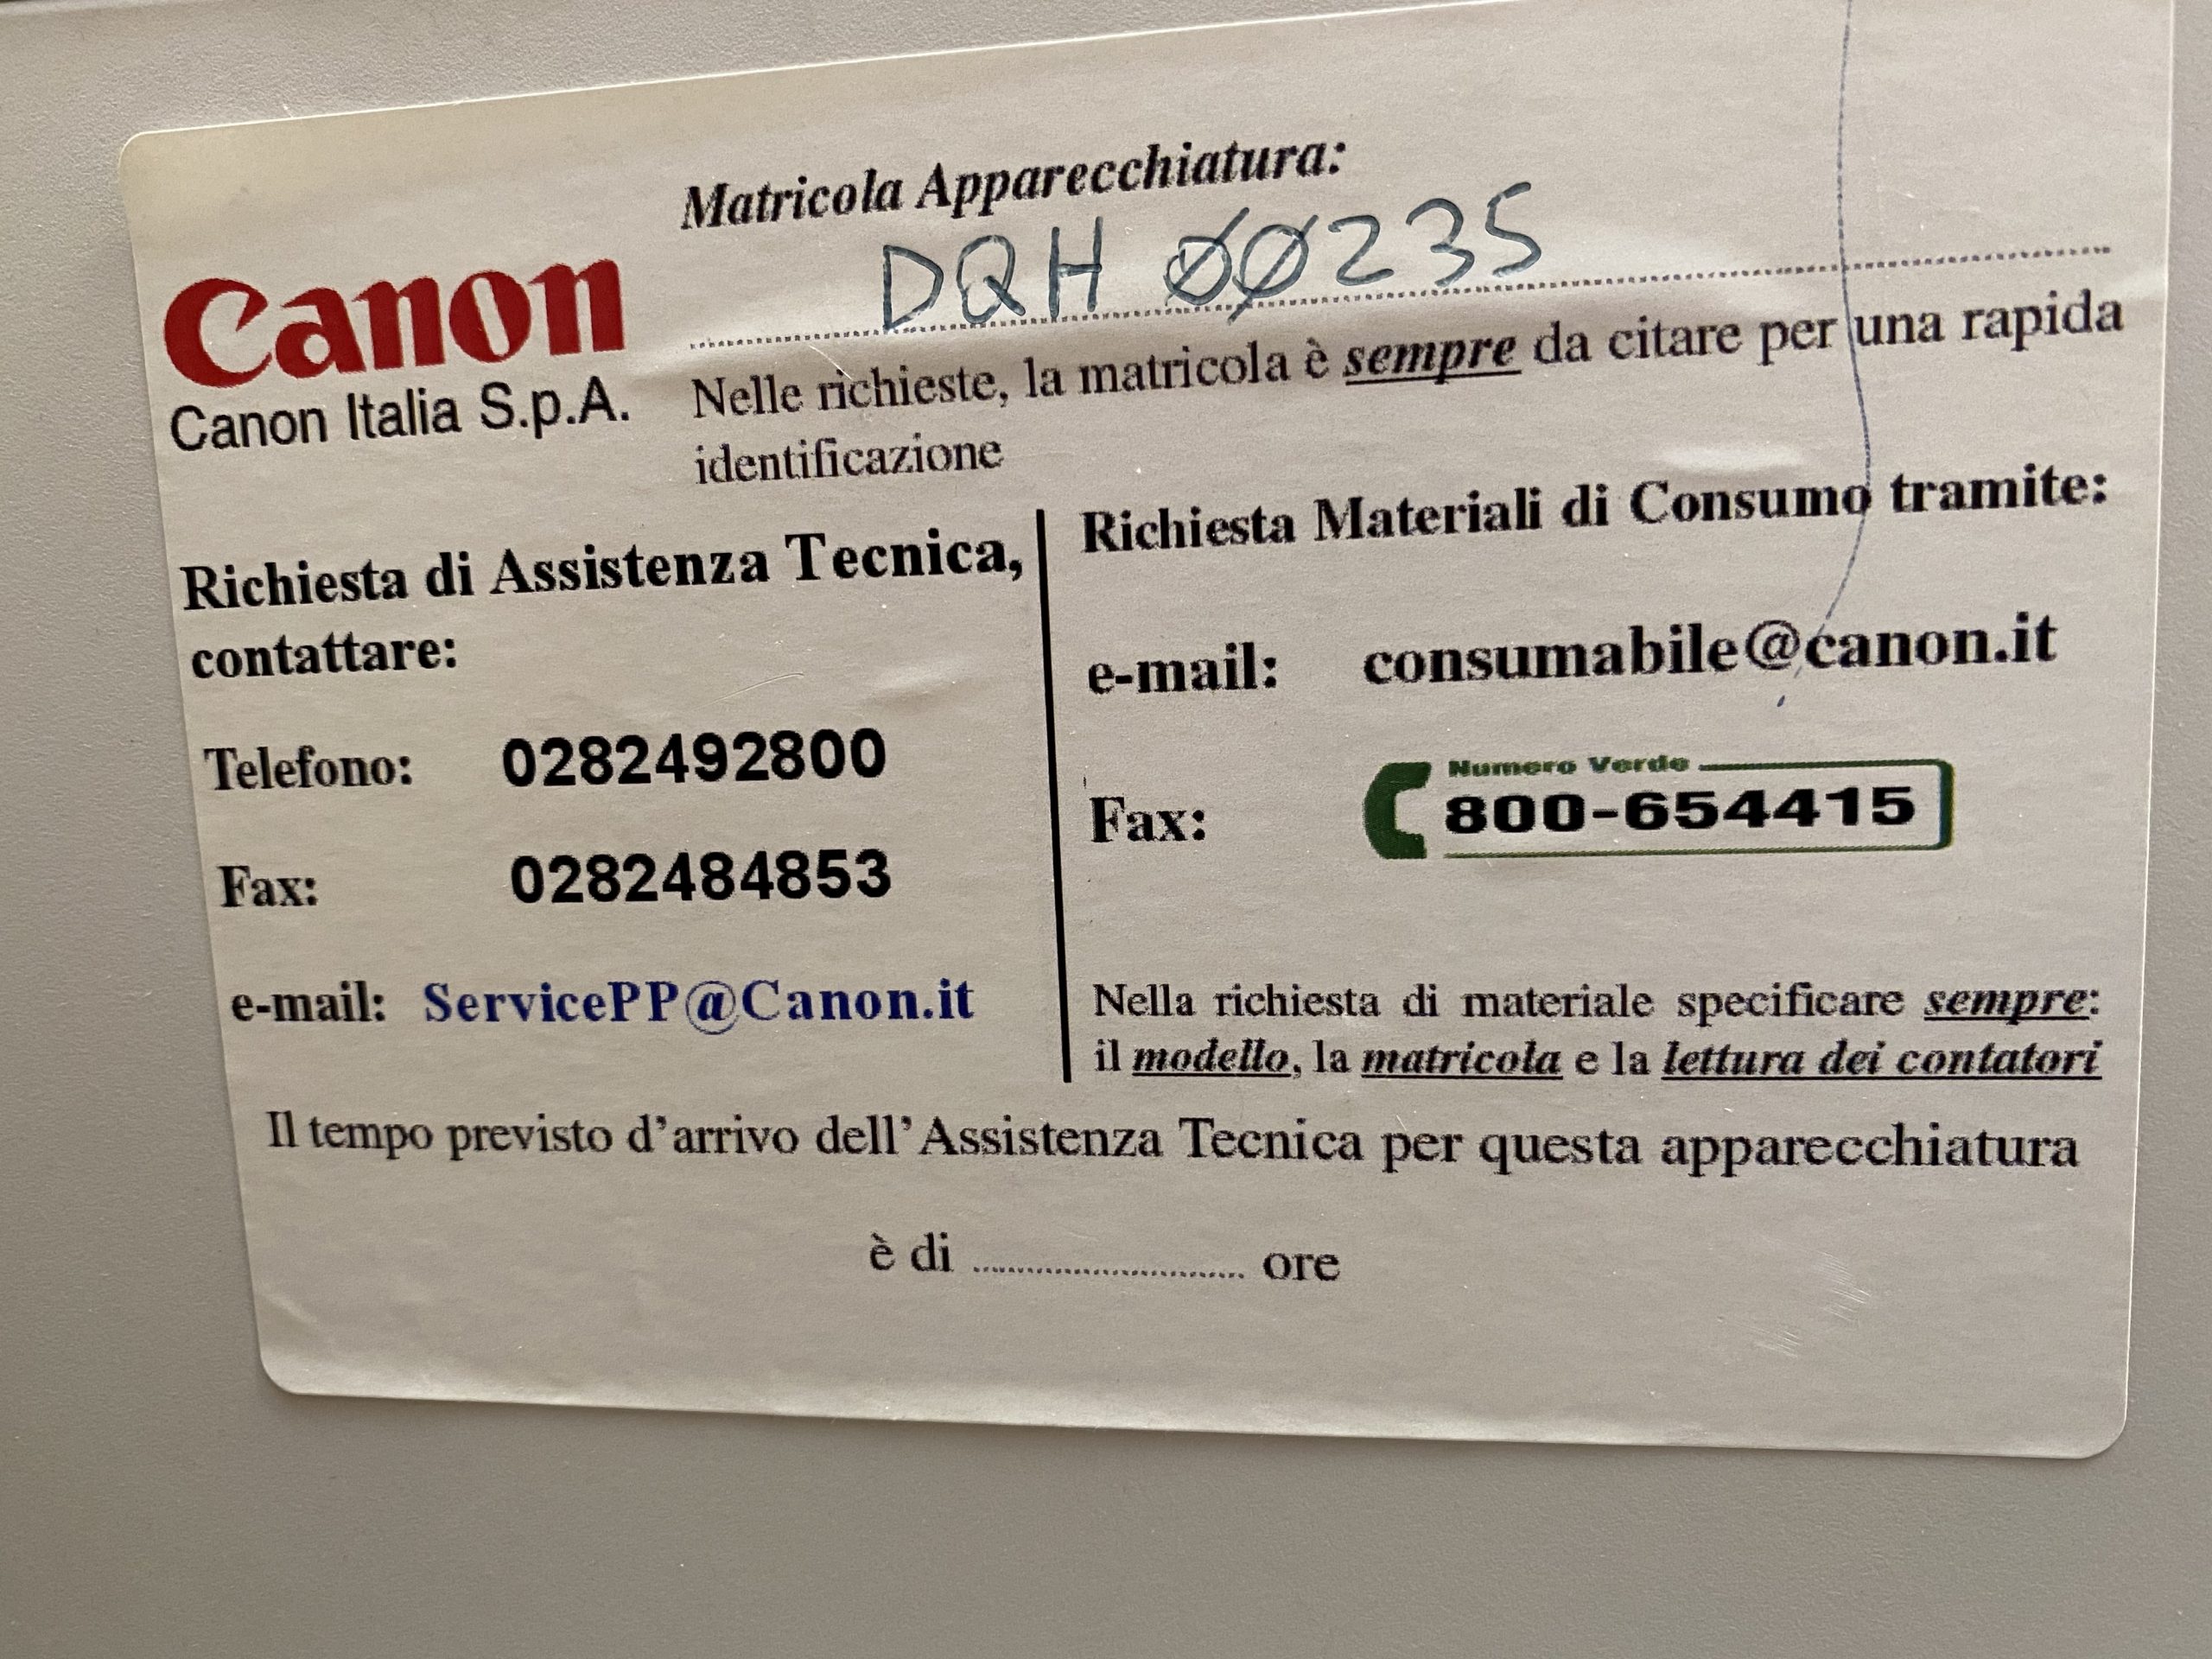 Matricola Apparecchiatura:
DQH 00235
Canon
Canon Italia S.p.A.
Nelle richieste, la matricola è sempre da citare per una rapida
identificazione
Richiesta di Assistenza Tecnica,
contattare:
Telefono: 0282492800
Fax: 0282484853
e-mail: ServicePP@Canon.it
Richiesta Materiali di Consumo tramite:
e-mail: consumabile@canon.it
Numero Verde
Fax: 800-654415
Nella richiesta di materiale specificare sempre:
il modello, la matricola e la lettura dei contatori
Il tempo previsto d'arrivo dell'Assistenza Tecnica per questa apparecchiatura
è di .............................. ore